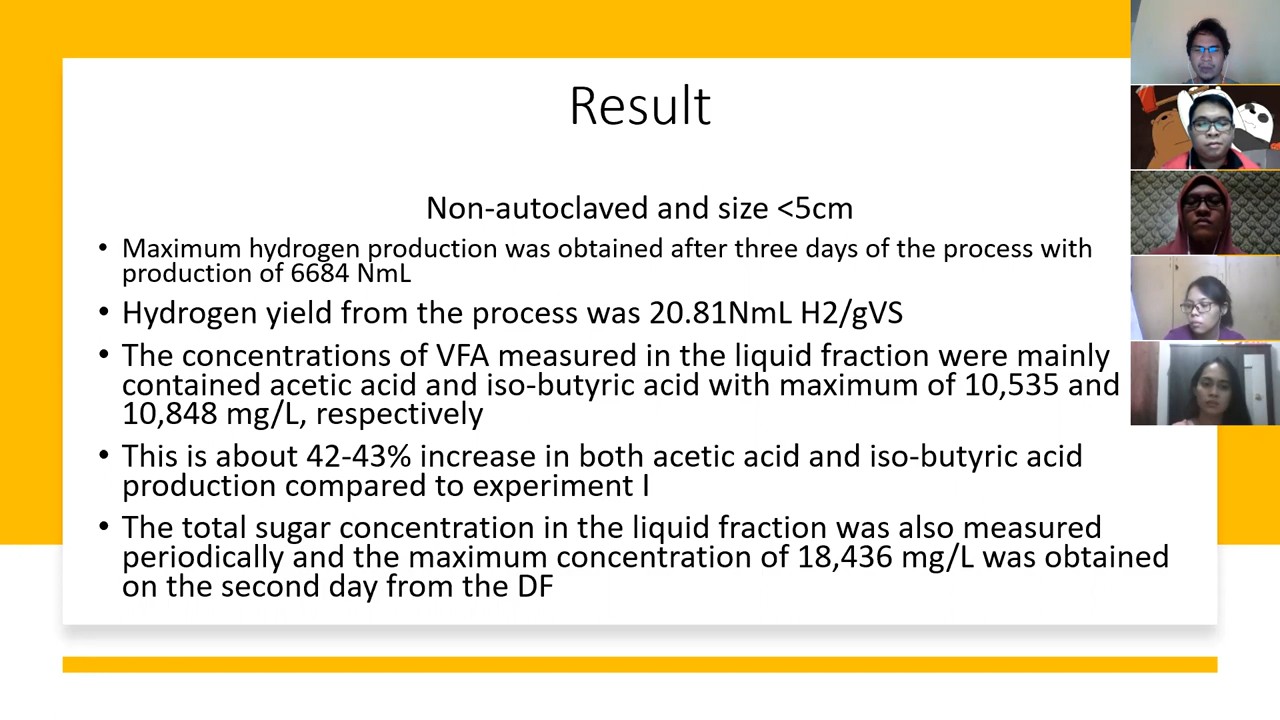 Result
Non-autoclaved and size <5cm
• Maximum hydrogen production was obtained after three days of the process with
production of 6684 NmL
• Hydrogen yield from the process was 20.81NmL H2/gVS
• The concentrations of VFA measured in the liquid fraction were mainly
contained acetic acid and iso-butyric acid with maximum of 10,535 and
10,848 mg/L, respectively
• This is about 42-43% increase in both acetic acid and iso-butyric acid
production compared to experiment I
• The total sugar concentration in the liquid fraction was also measured
periodically and the maximum concentration of 18,436 mg/L was obtained
on the second day from the DF